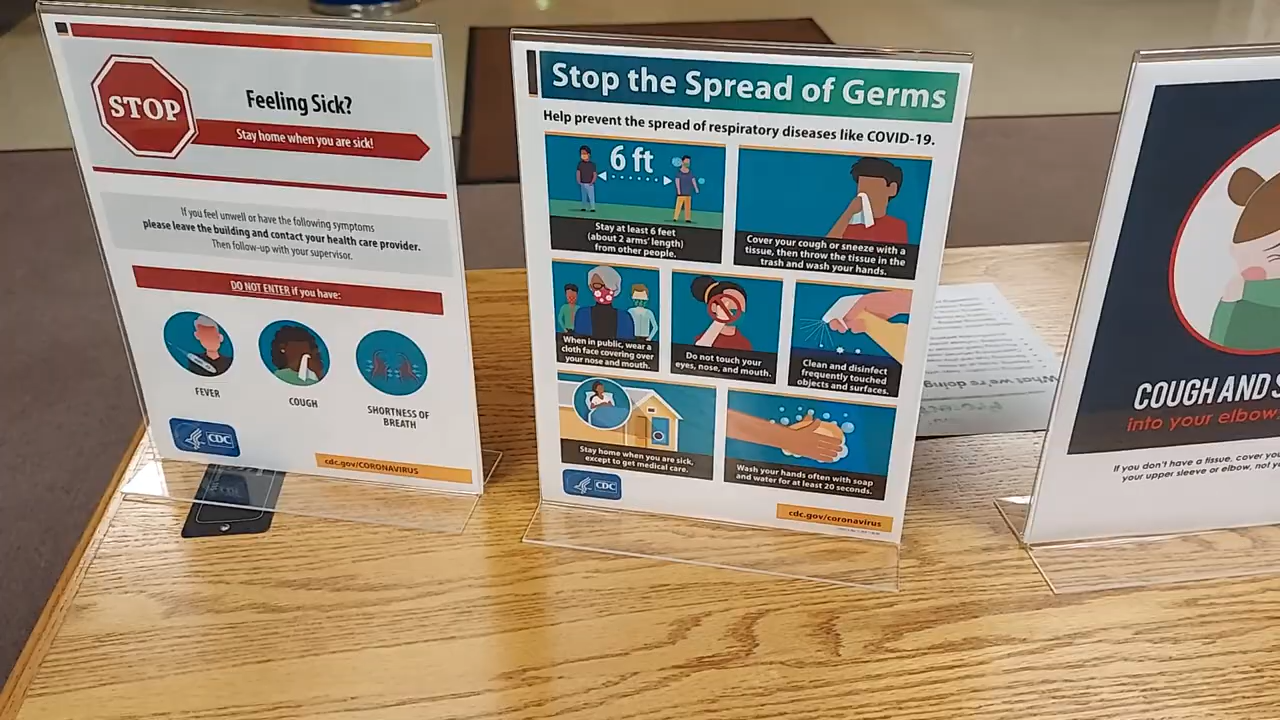 STOP
Feeling Sick?
Stay home when you are sick!
If you feel unwell or have the following symptoms
please leave the building and contact your health care provider.
Then follow-up with your supervisor.
DO NOT ENTER if you have:
FEVER
COUGH
SHORTNESS OF
BREATH
CDC
cdc.gov/CORONAVIRUS
Stop the Spread of Germs
Help prevent the spread of respiratory diseases like COVID-19.
6 ft
Stay at least 6 feet
(about 2 arms' length)
from other people.
Cover your cough or sneeze with a
tissue, then throw the tissue in the
trash and wash your hands.
When in public, wear a
cloth face covering over
your nose and mouth.
Do not touch your
eyes, nose, and mouth.
Clean and disinfect
frequently touched
objects and surfaces.
Stay home when you are sick,
except to get medical care.
Wash your hands often with soap
and water for at least 20 seconds.
CDC
cdc.gov/coronavirus
What we're doing
COUGH AND S
into your elbow
If you don't have a tissue, cover
your upper sleeve or elbow, not